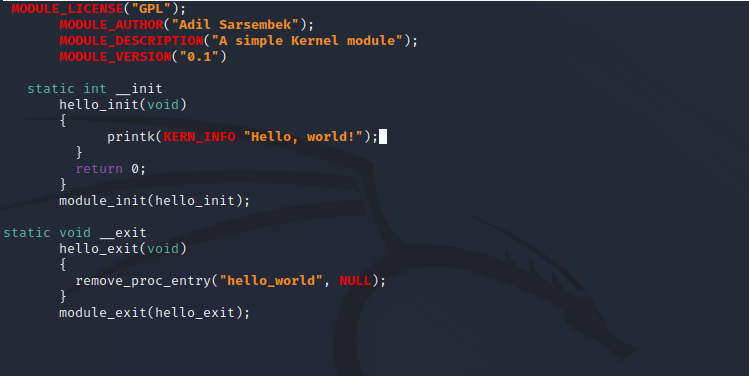 MODULE_LICENSE("GPL");
MODULE_AUTHOR("Adil Sarsembek");
MODULE_DESCRIPTION("A simple Kernel module");
MODULE_VERSION("0.1")
static int __init
hello_init(void)
{
printk(KERN_INFO "Hello, world!");
}
return 0;
}
module_init(hello_init);
static void __exit
hello_exit(void)
{
remove_proc_entry("hello_world", NULL);
}
module_exit(hello_exit);